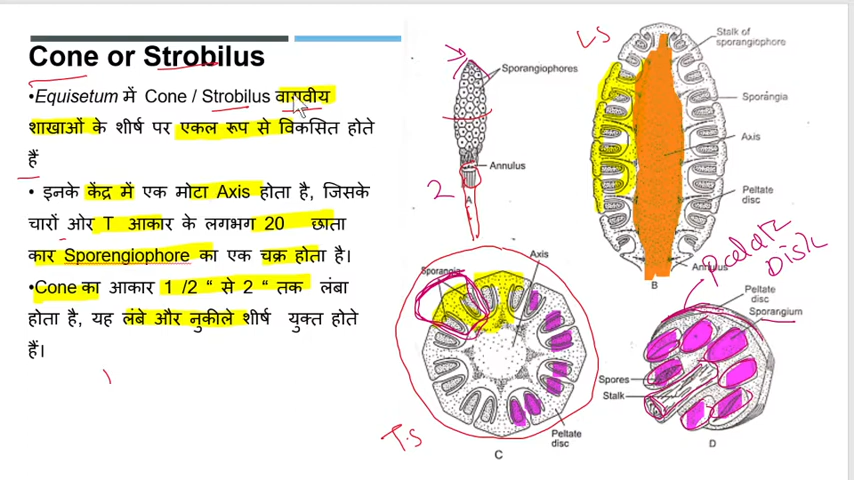 Cone or Strobilus
•Equisetum में Cone / Strobilus वायवीय
शाखाओं के शीर्ष पर एकल रूप से विकसित होते
हैं
• इनके केंद्र में एक मोटा Axis होता है, जिसके
चारों ओर T आकार के लगभग 20 छाता
कार Sporengiophore का एक चक्र होता है।
•Cone का आकार 1 /2 “ से 2 “ तक लंबा
होता है, यह लंबे और नुकीले शीर्ष युक्त होते
हैं।
Sporangiophores
Annulus
2
A
LS
Stalk of
sporangiophore
Sporangia
Axis
Peltate
disc
Annulus
B
Sporangia
Axis
Peltate
disc
T.S
C
Pelate
Disk
Peltate
disc
Sporangium
Spores
Stalk
D